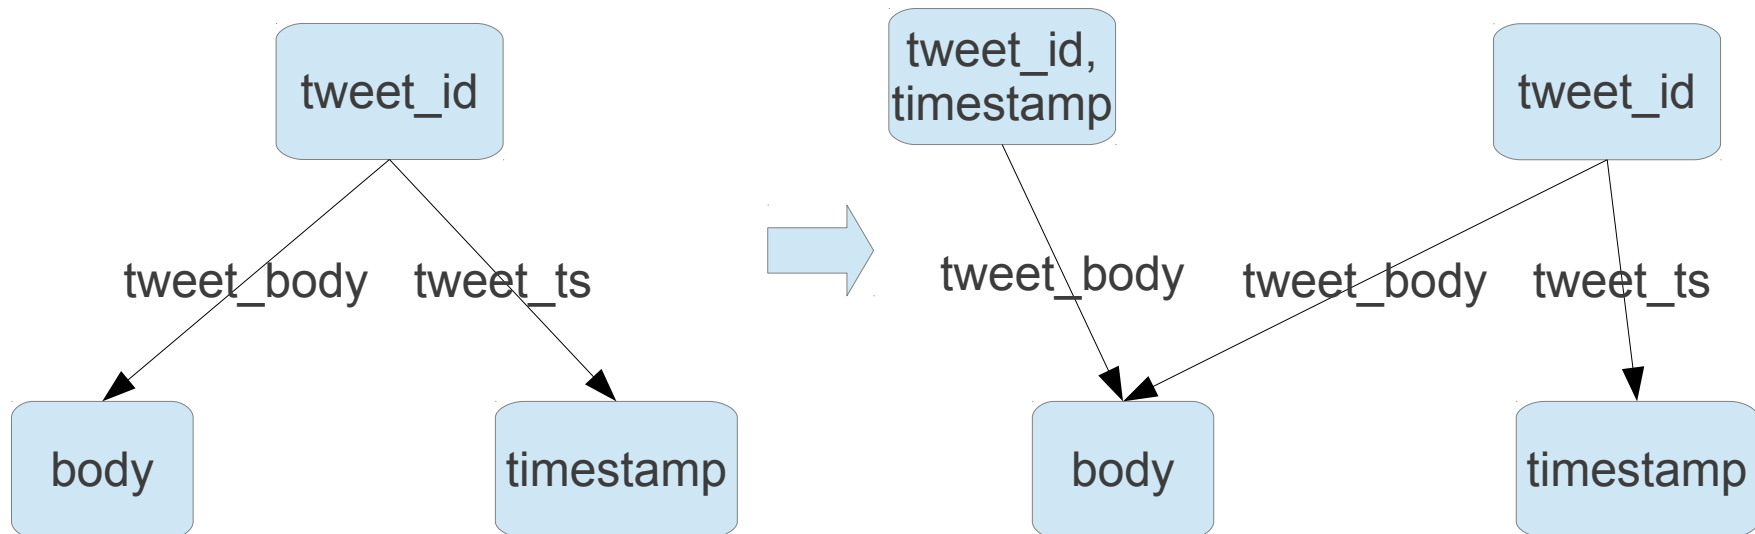 tweet_id
tweet_body
tweet_ts
body
timestamp
tweet_id,
timestamp
tweet_id
tweet_body
tweet_body
tweet_ts
body
timestamp